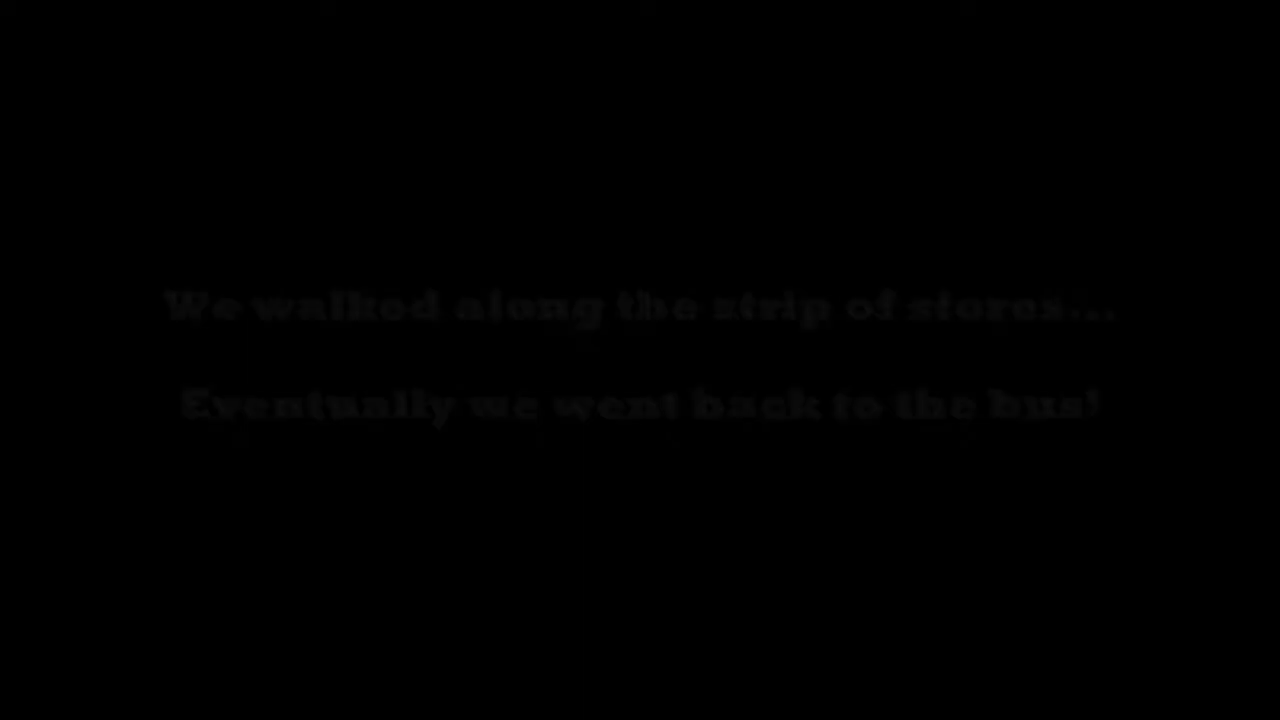 We walked along the strip of stores...
Eventually we went back to the bus!